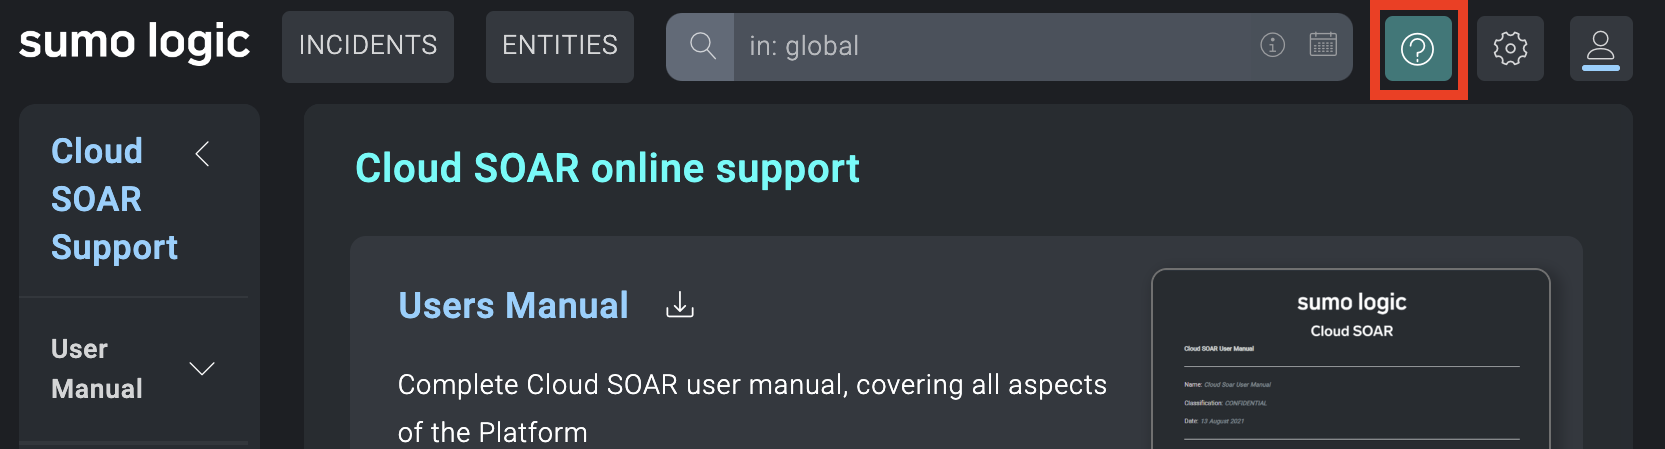 sumo logic
INCIDENTS
ENTITIES
in: global
Cloud
SOAR
Support
User
Manual
Cloud SOAR online support
Users Manual
Complete Cloud SOAR user manual, covering all aspects
of the Platform
sumo logic
Cloud SOAR
Cloud SOAR User Manual
Name: Cloud Soar User Manual
Classification: CONFIDENTIAL
Date: 13 August 2021